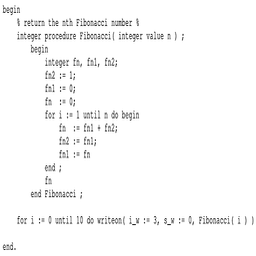 begin
% return the nth Fibonacci number %
integer procedure Fibonacci( integer value n ) ;
begin
integer fn, fn1, fn2;
fn2 := 1;
fn1 := 0;
fn := 0;
for i := 1 until n do begin
fn := fn1 + fn2;
fn2 := fn1;
fn1 := fn
end ;
fn
end Fibonacci ;
for i := 0 until 10 do writeon( i_w := 3, s_w := 0, Fibonacci( i ) )
end.